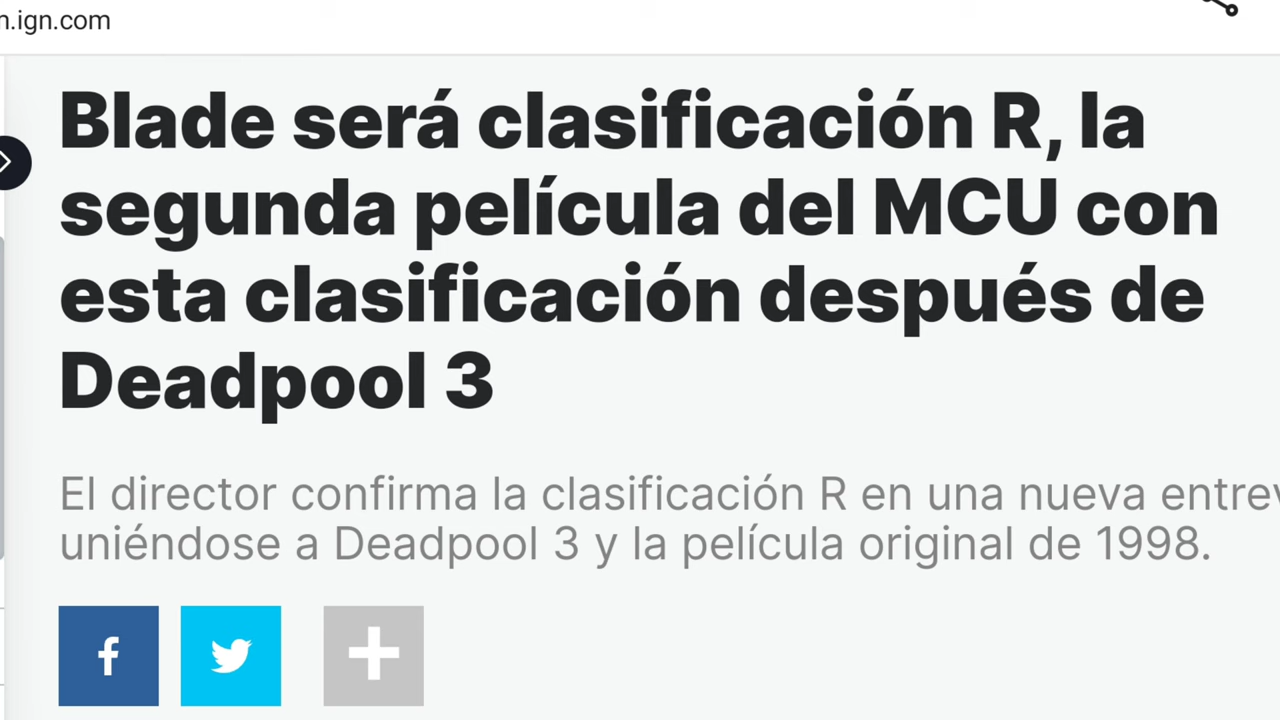 n.ign.com
Blade será clasificación R, la
segunda película del MCU con
esta clasificación después de
Deadpool 3
El director confirma la clasificación R en una nueva
uniéndose a Deadpool 3 y la película original de 1998.